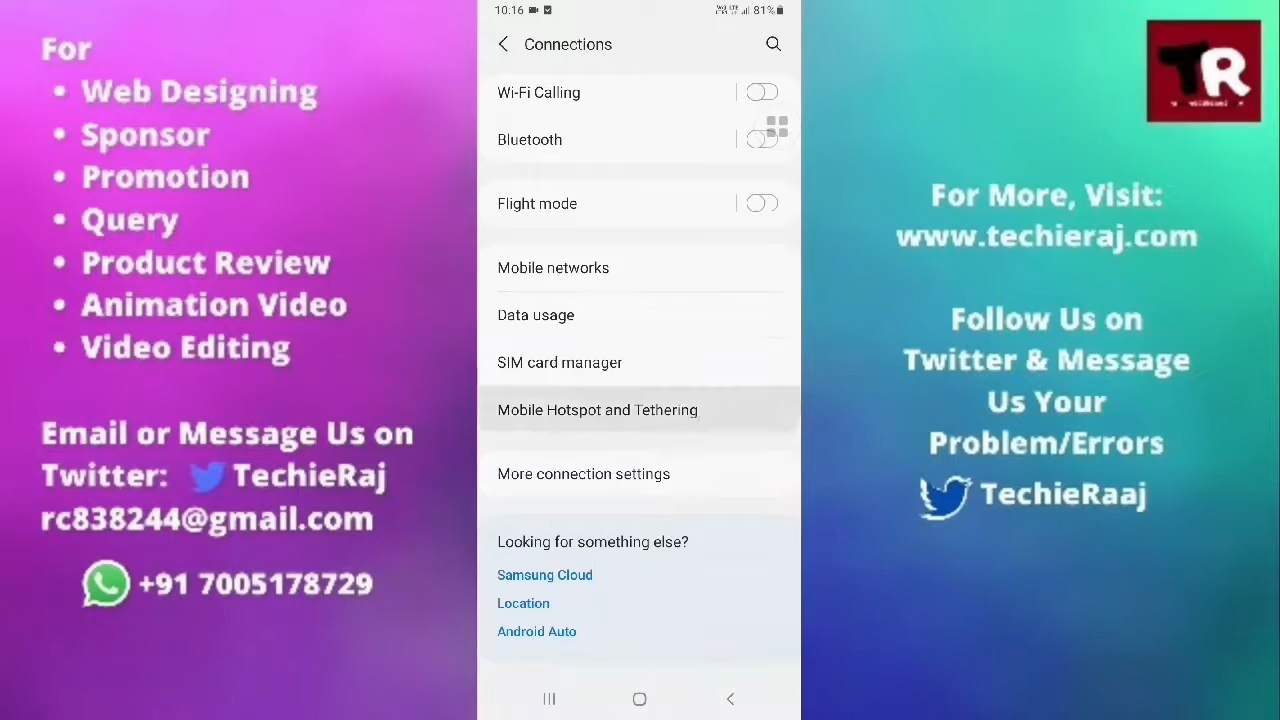 For
• Web Designing
• Sponsor
• Promotion
• Query
• Product Review
• Animation Video
• Video Editing
Email or Message Us on
Twitter: TechieRaj
rc838244@gmail.com
+91 7005178729
10:16
81%
Connections
Wi-Fi Calling
Bluetooth
Flight mode
Mobile networks
Data usage
SIM card manager
Mobile Hotspot and Tethering
More connection settings
Looking for something else?
Samsung Cloud
Location
Android Auto
TR
For More, Visit:
www.techieraj.com
Follow Us on
Twitter & Message
Us Your
Problem/Errors
TechieRaaj